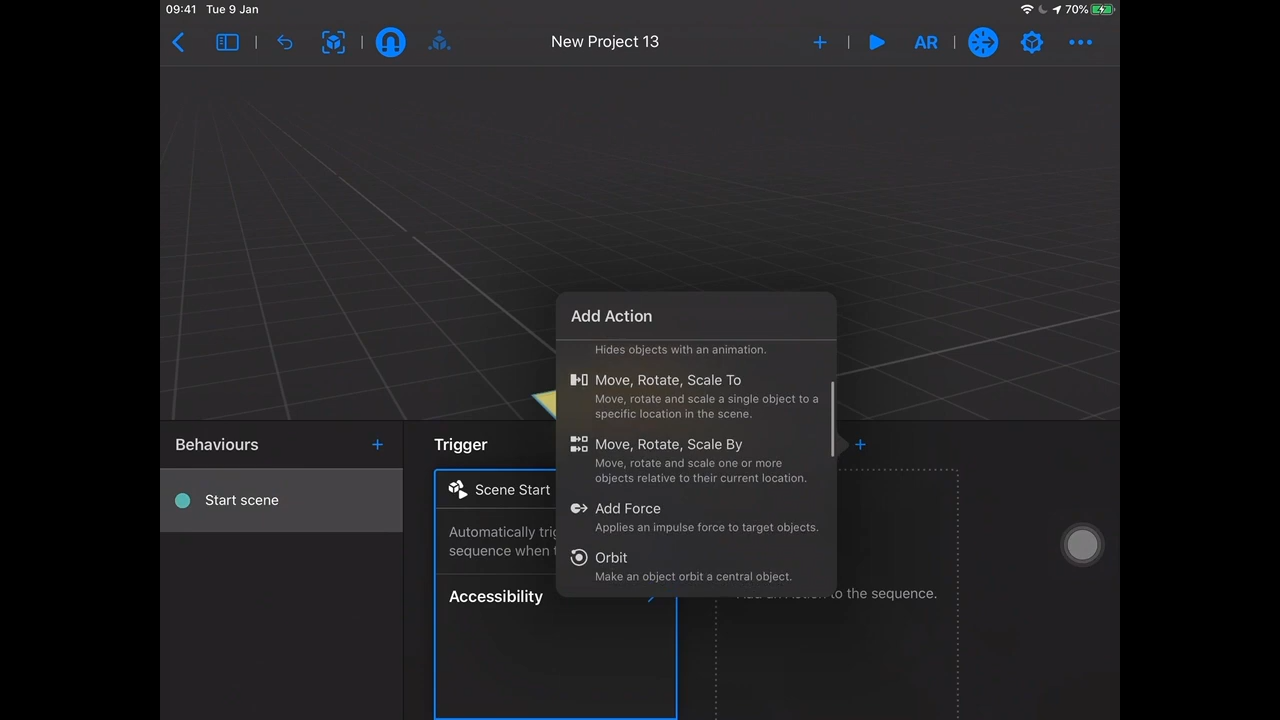 09:41 Tue 9 Jan
70%
New Project 13
AR
Add Action
Hides objects with an animation.
Move, Rotate, Scale To
Move, rotate and scale a single object to a
specific location in the scene.
Move, Rotate, Scale By
Move, rotate and scale one or more
objects relative to their current location.
Add Force
Applies an impulse force to target objects.
Orbit
Make an object orbit a central object.
Behaviours
Start scene
Trigger
Scene Start
Automatically
sequence when
Accessibility
to the sequence.